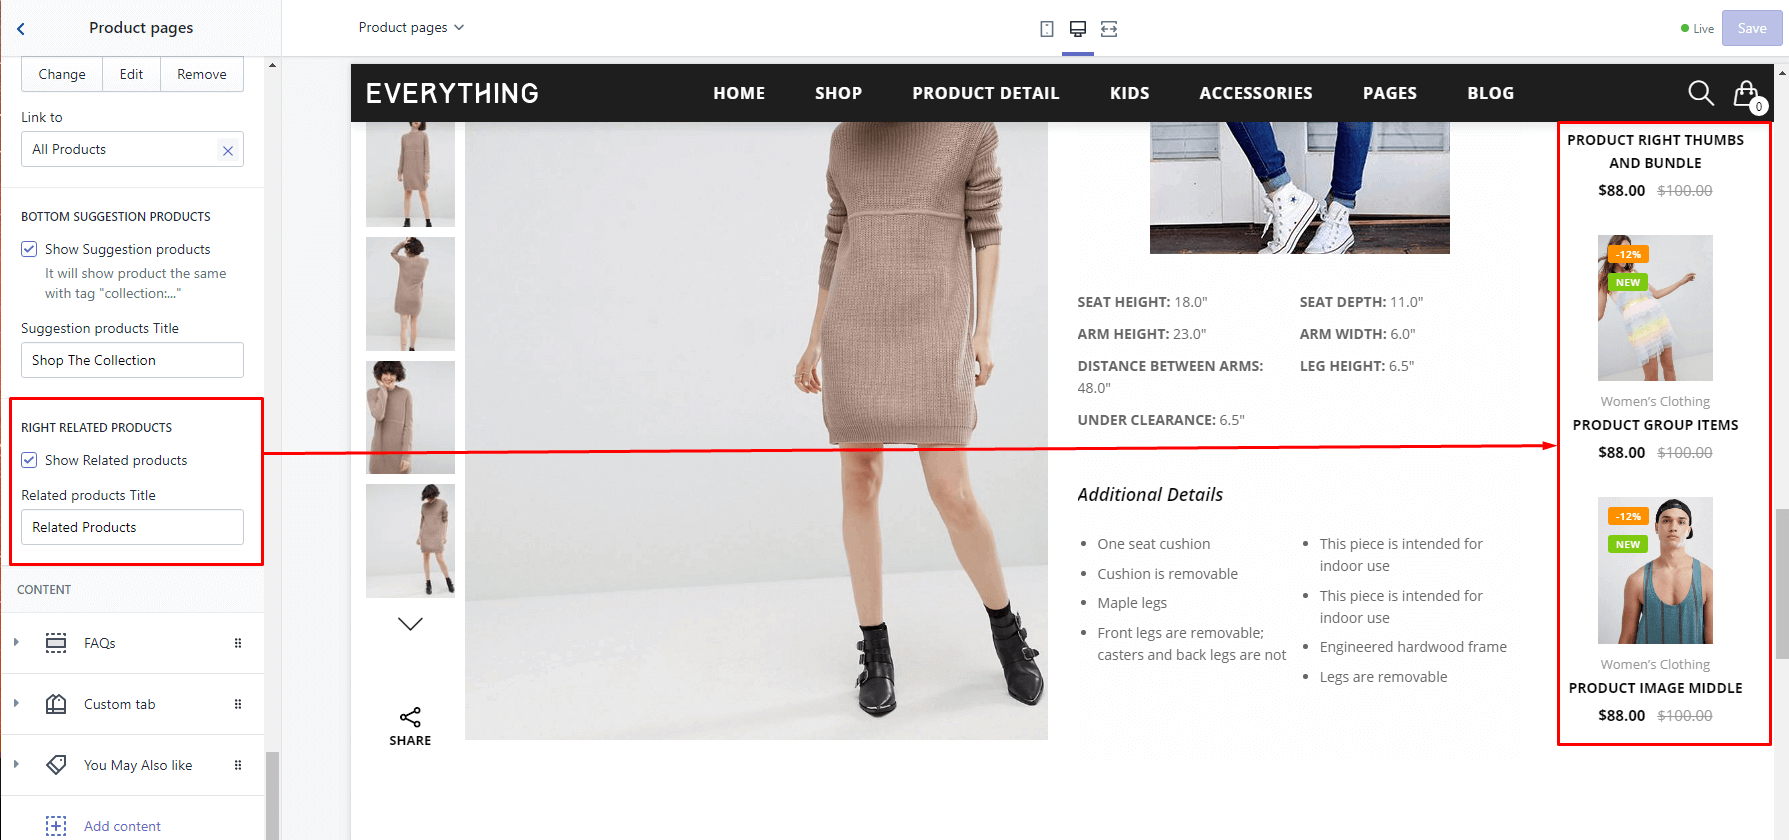 Product pages
Change Edit Remove
Link to
All Products
BOTTOM SUGGESTION PRODUCTS
Show Suggestion products
It will show product the same
with tag "collection:..."
Suggestion products Title
Shop The Collection
RIGHT RELATED PRODUCTS
Show Related products
Related products Title
Related Products
CONTENT
FAQs
Custom tab
You May Also like
Add content
Product pages
Live
Save
EVERYTHING HOME SHOP PRODUCT DETAIL KIDS ACCESSORIES PAGES BLOG 0
SHARE
SEAT HEIGHT: 18.0" SEAT DEPTH: 11.0"
ARM HEIGHT: 23.0" ARM WIDTH: 6.0"
DISTANCE BETWEEN ARMS: LEG HEIGHT: 6.5"
48.0"
UNDER CLEARANCE: 6.5"
Additional Details
• One seat cushion
• Cushion is removable
• Maple legs
• Front legs are removable;
casters and back legs are not
• This piece is intended for
indoor use
• This piece is intended for
indoor use
• Engineered hardwood frame
• Legs are removable
PRODUCT RIGHT THUMBS
AND BUNDLE
$88.00 $100.00
-12%
NEW
Women's Clothing
PRODUCT GROUP ITEMS
$88.00 $100.00
-12%
NEW
Women's Clothing
PRODUCT IMAGE MIDDLE
$88.00 $100.00